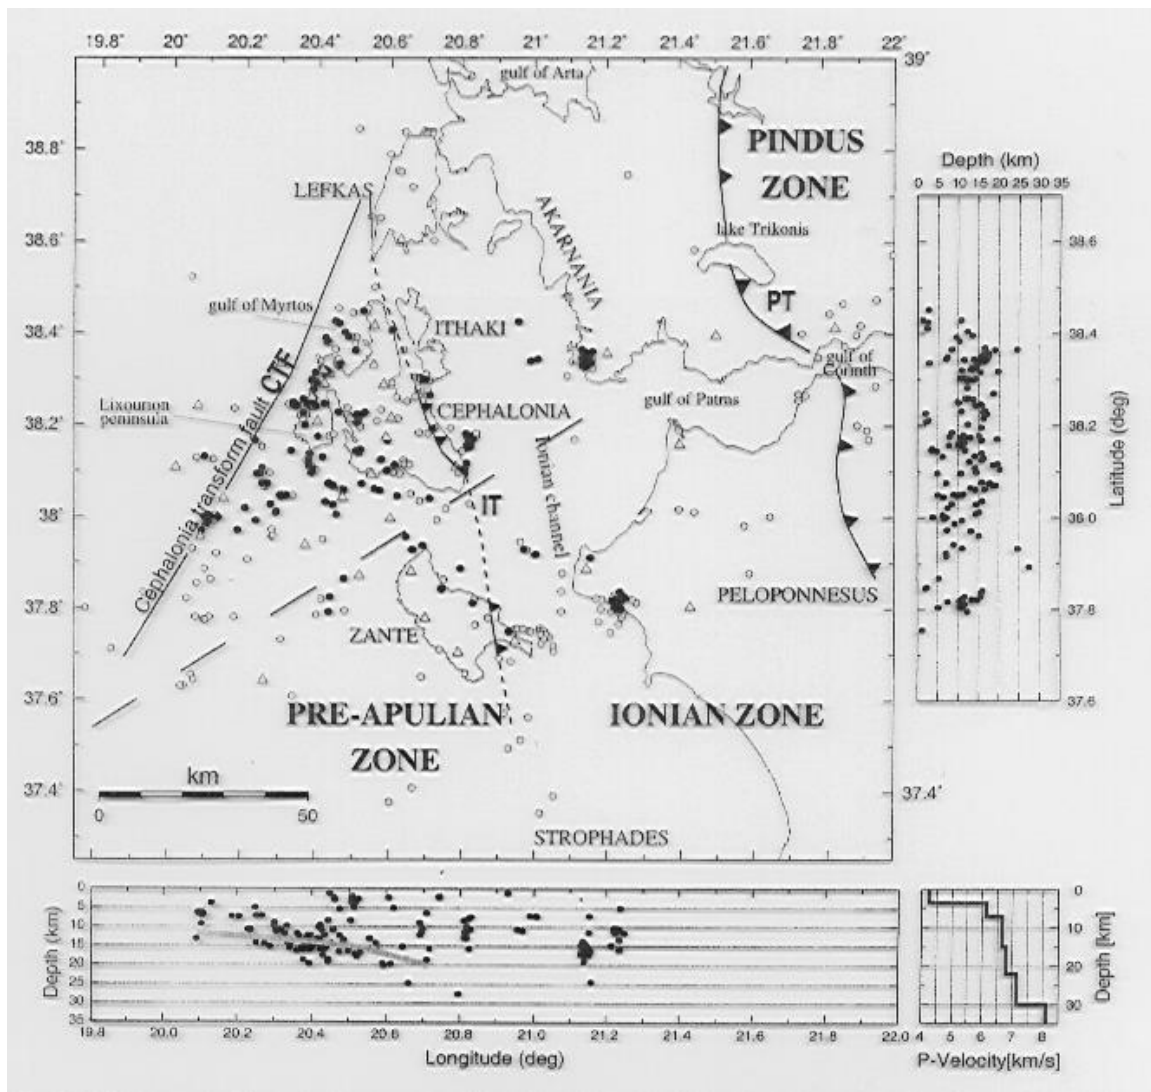 19.8˚ 20˚ 20.2˚ 20.4˚ 20.6˚ 20.8˚ 21˚ 21.2˚ 21.4˚ 21.6˚ 21.8˚ 22˚
39˚
gulf of Arta
38.8˚
PINDUS
ZONE
LEFKAS
AKARNANIA
lake Trikonis
38.6˚
gulf of Myrtos
PT
38.4˚
ITHAKI
gulf of
Corinth
CTF
Lixourion
peninsula
CEPHALONIA
gulf of Patras
38.2˚
Cephalonia transform fault
Ionian channel
IT
38˚
PELOPONNESUS
37.8˚
ZANTE
37.6˚
PRE-APULIAN
ZONE
IONIAN ZONE
km
0 50
37.4˚
37.4˚
STROPHADES
Depth (km)
0 5 10 15 20 25 30 35
38.6
38.4
38.2
38.0
37.8
37.6
Latitude (deg)
0
5
10
15
20
25
30
35
Depth (km)
19.8 20.0 20.2 20.4 20.6 20.8 21.0 21.2 21.4 21.6 21.8 22.0
Longitude (deg)
0
10
20
30
Depth [km]
4 5 6 7 8
P-Velocity[km/s]